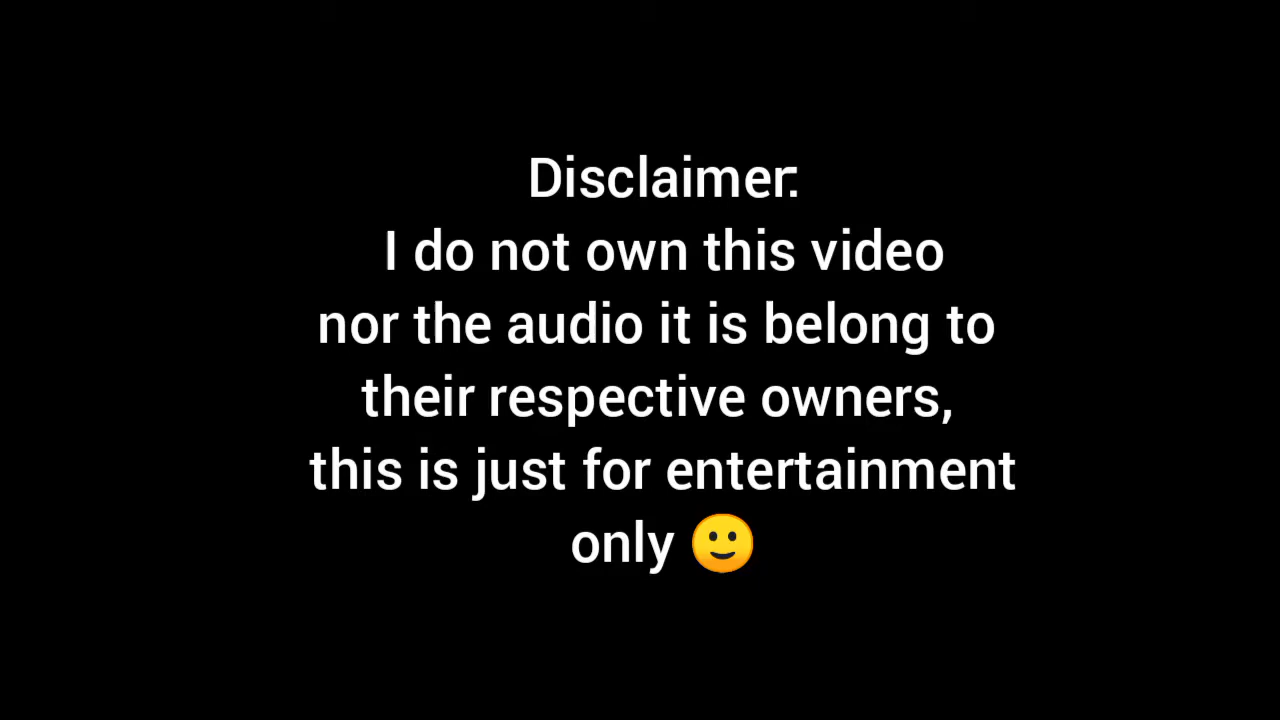 Disclaimer:
I do not own this video
nor the audio it is belong to
their respective owners,
this is just for entertainment
only 🙂